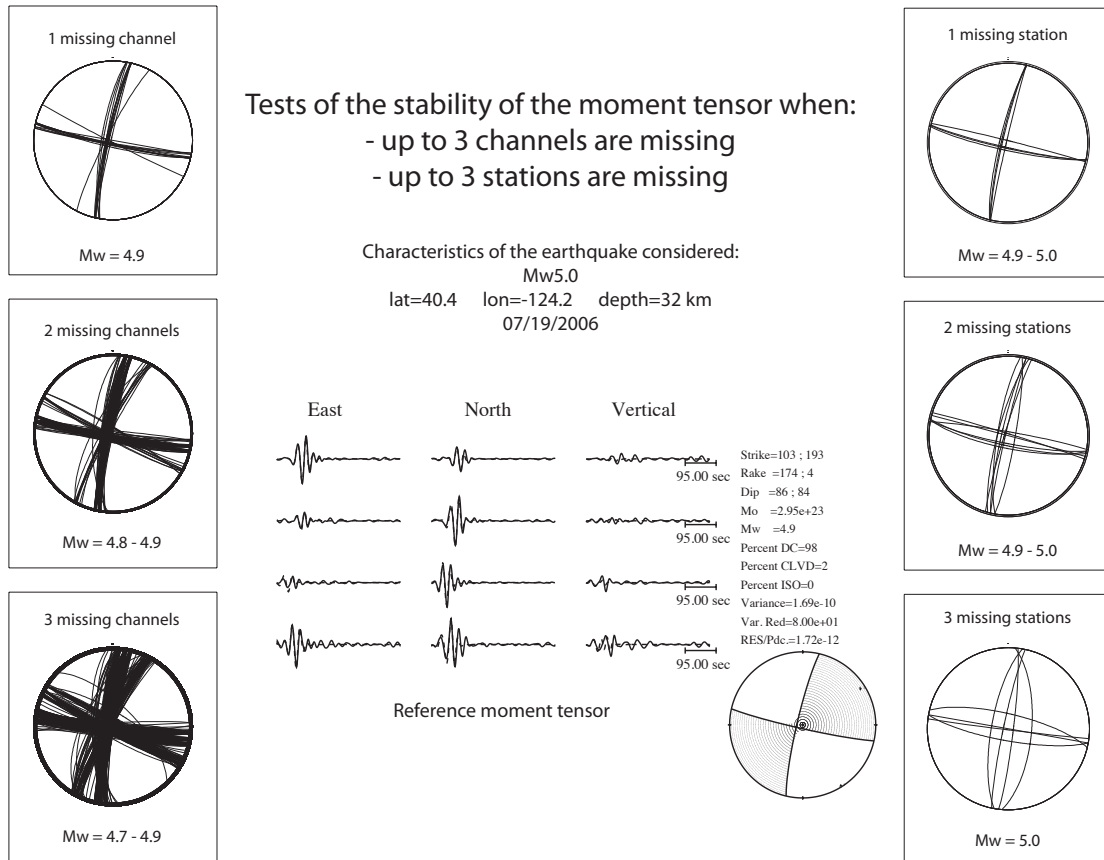 1 missing channel
Mw = 4.9
2 missing channels
Mw = 4.8 - 4.9
3 missing channels
Mw = 4.7 - 4.9
Tests of the stability of the moment tensor when:
- up to 3 channels are missing
- up to 3 stations are missing
Characteristics of the earthquake considered:
Mw5.0
lat=40.4 lon=-124.2 depth=32 km
07/19/2006
East North Vertical
95.00 sec
95.00 sec
95.00 sec
95.00 sec
Strike=103 ; 193
Rake =174 ; 4
Dip =86 ; 84
Mo =2.95e+23
Mw =4.9
Percent DC=98
Percent CLVD=2
Percent ISO=0
Variance=1.69e-10
Var. Red=8.00e+01
RES/Pdc.=1.72e-12
Reference moment tensor
1 missing station
Mw = 4.9 - 5.0
2 missing stations
Mw = 4.9 - 5.0
3 missing stations
Mw = 5.0